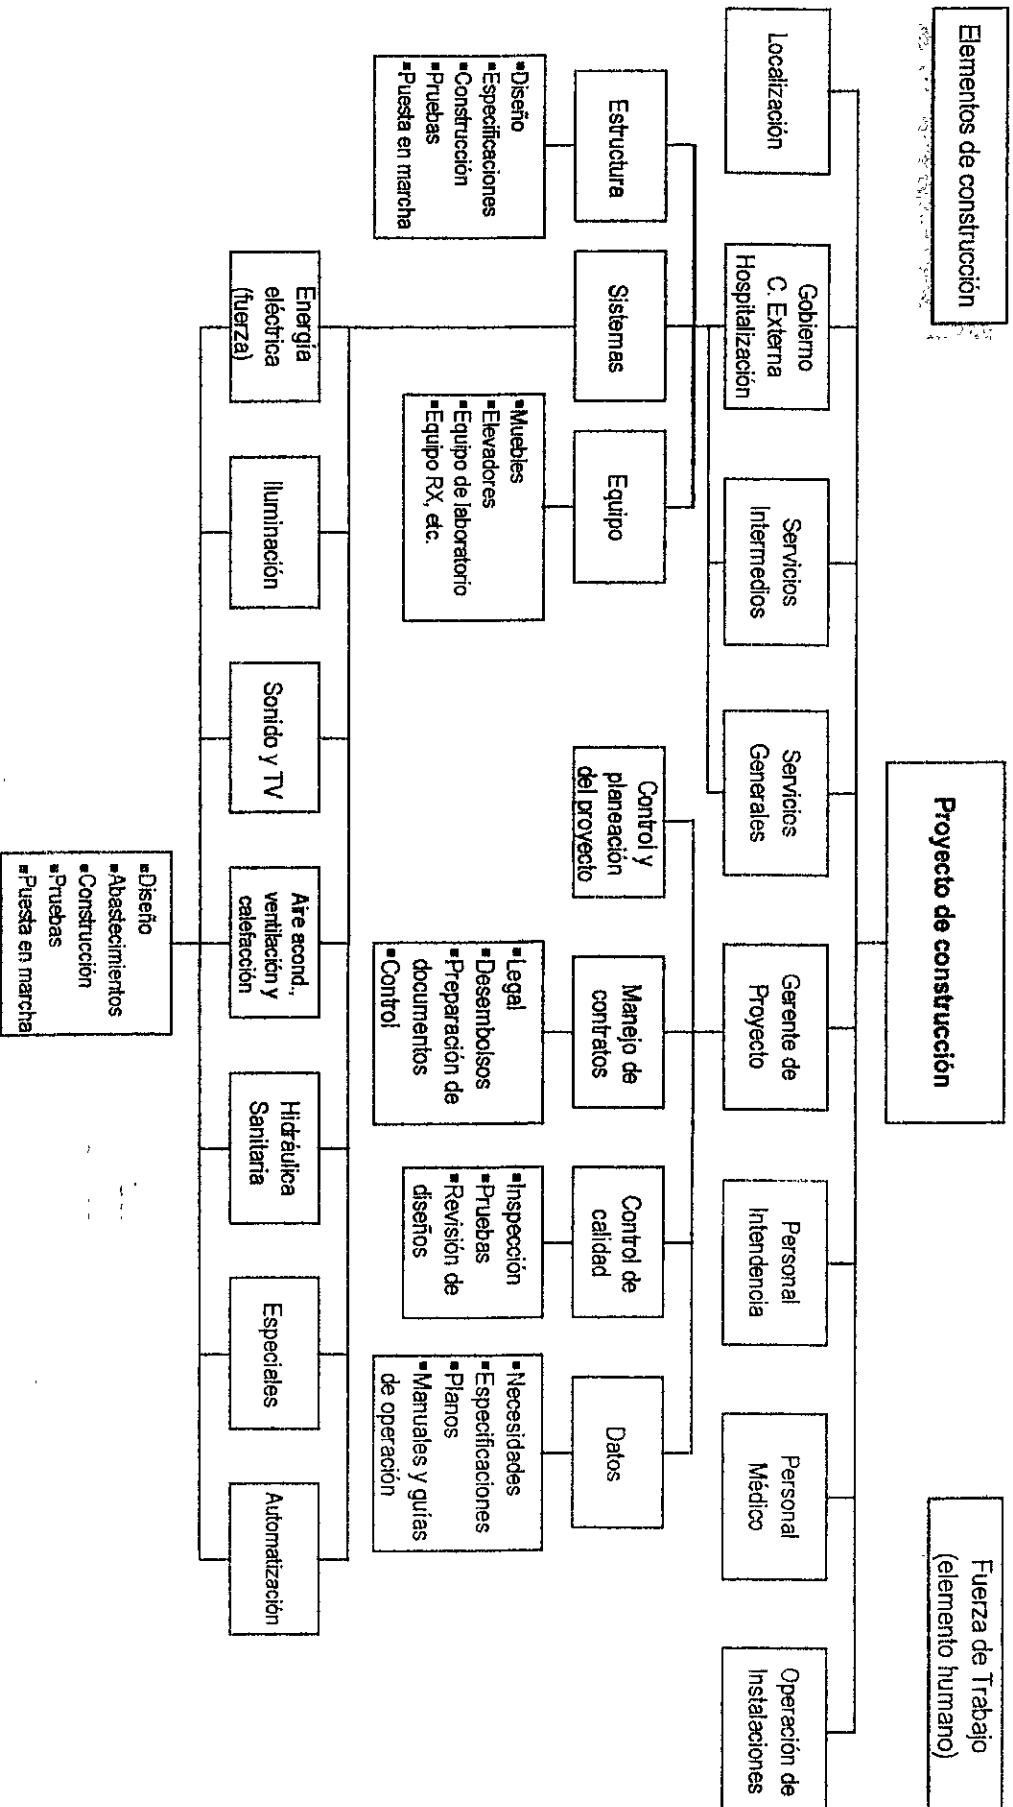 Elementos de construcción
Proyecto de construcción
Fuerza de Trabajo
(elemento humano)
Localización
Gobierno
C. Externa
Hospitalización
Servicios
Intermedios
Servicios
Generales
Gerente de
Proyecto
Personal
Intendencia
Personal
Médico
Operación de
Instalaciones
Estructura
Sistemas
Equipo
Control y
planeación
del proyecto
Manejo de
contratos
Control de
calidad
Datos
▪Diseño
▪Especificaciones
▪Construcción
▪Pruebas
▪Puesta en marcha
▪Muebles
▪Elevadores
▪Equipo de laboratorio
▪Equipo RX, etc.
▪Legal
▪Desembolsos
▪Preparación de
documentos
▪Control
▪Inspección
▪Pruebas
▪Revisión de
diseños
▪Necesidades
▪Especificaciones
▪Planos
▪Manuales y guías
de operación
Energía
eléctrica
(fuerza)
Iluminación
Sonido y TV
Aire acond.,
ventilación y
calefacción
Hidráulica
Sanitaria
Especiales
Automatización
▪Diseño
▪Abastecimientos
▪Construcción
▪Pruebas
▪Puesta en marcha